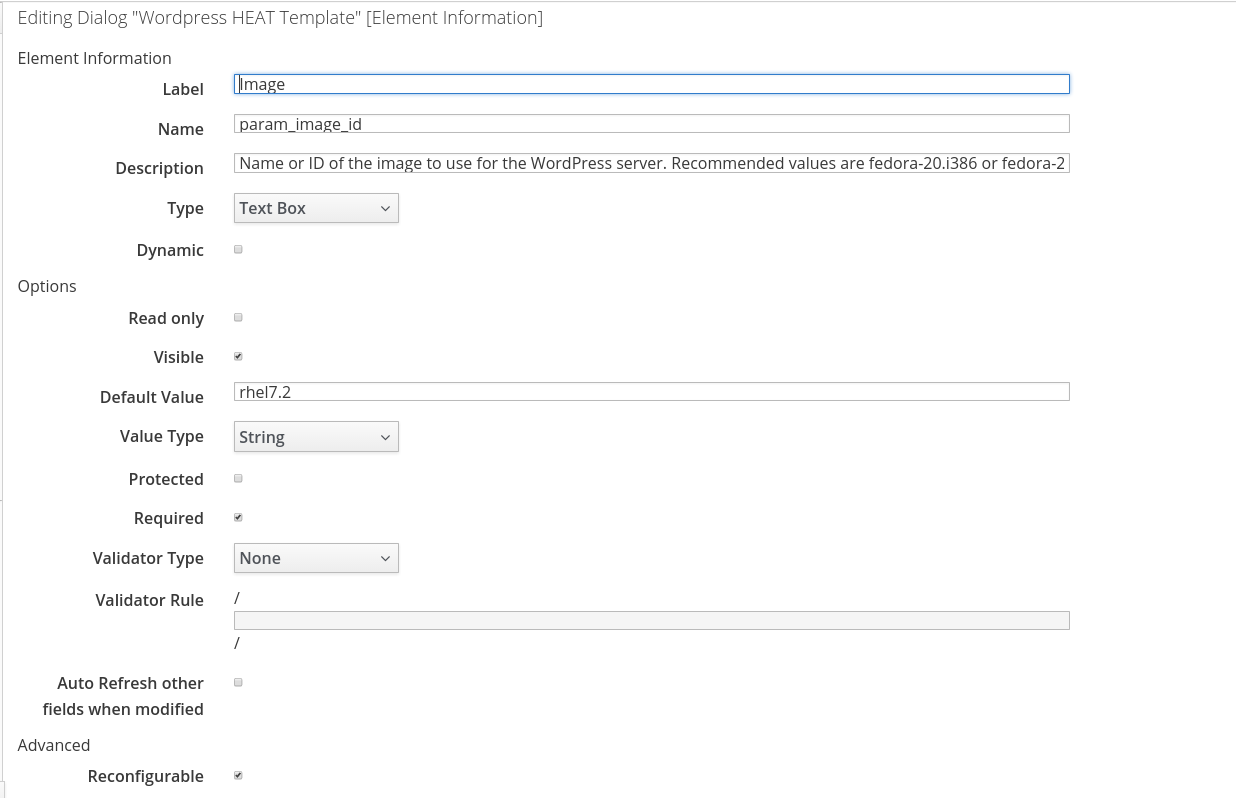 Editing Dialog "Wordpress HEAT Template" [Element Information]
Element Information
Label Image
Name param_image_id
Description Name or ID of the image to use for the WordPress server. Recommended values are fedora-20.i386 or fedora-2
Type Text Box
Dynamic
Options
Read only
Visible
Default Value rhel7.2
Value Type String
Protected
Required
Validator Type None
Validator Rule /
/
Auto Refresh other
fields when modified
Advanced
Reconfigurable